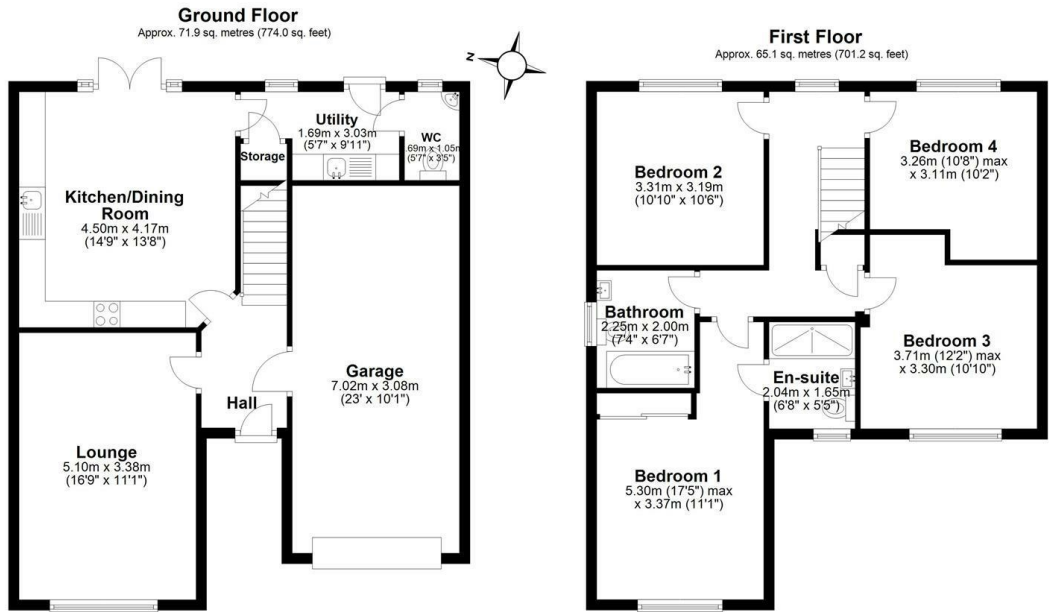 Ground Floor
Approx. 71.9 sq. metres (774.0 sq. feet)
N
Utility
1.69m x 3.03m
(5'7" x 9'11")
WC
.69m x 1.05m
(5'7" x 3'5")
Storage
Kitchen/Dining
Room
4.50m x 4.17m
(14'9" x 13'8")
Garage
7.02m x 3.08m
(23' x 10'1")
Hall
Lounge
5.10m x 3.38m
(16'9" x 11'1")
First Floor
Approx. 65.1 sq. metres (701.2 sq. feet)
Bedroom 2
3.31m x 3.19m
(10'10" x 10'6")
Bedroom 4
3.26m (10'8") max
x 3.11m (10'2")
Bathroom
2.25m x 2.00m
(7'4" x 6'7")
Bedroom 3
3.71m (12'2") max
x 3.30m (10'10")
En-suite
2.04m x 1.65m
(6'8" x 5'5")
Bedroom 1
5.30m (17'5") max
x 3.37m (11'1")